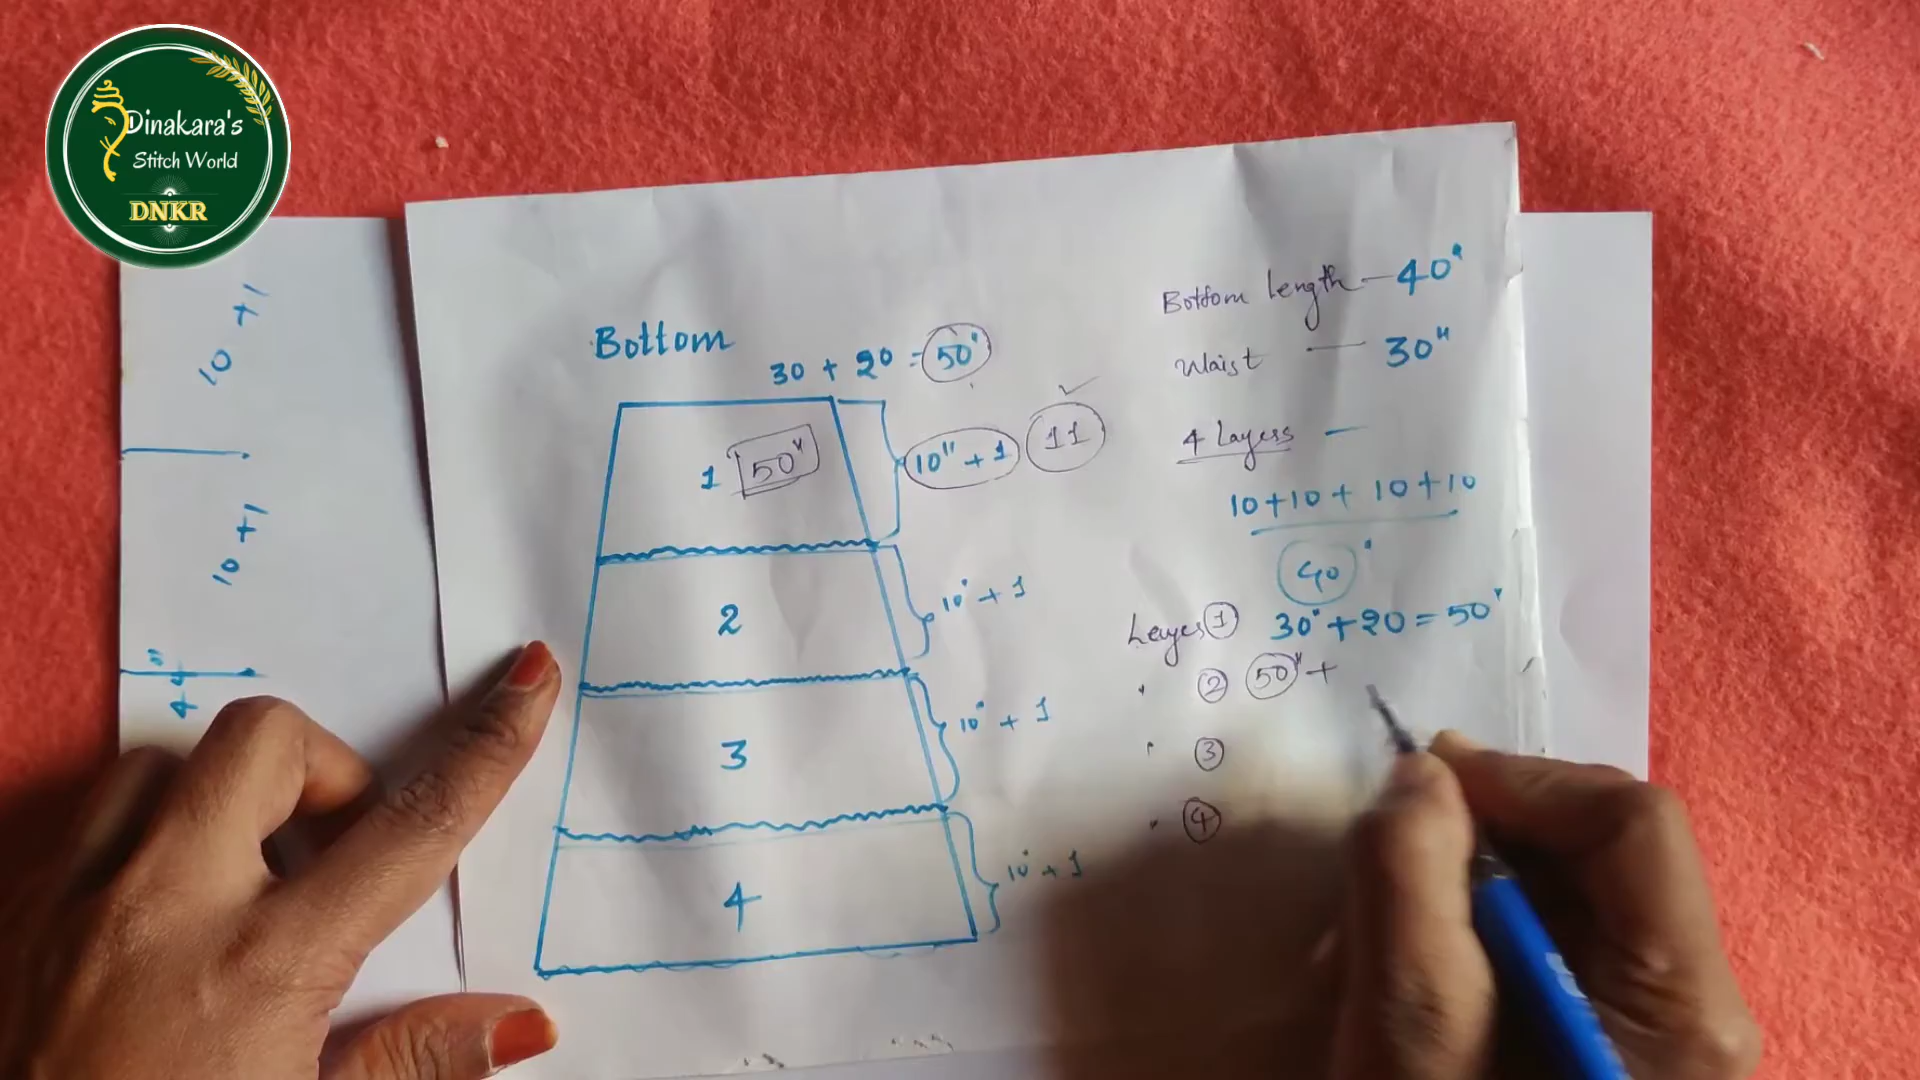 Dinakara's
Stitch World
DNKR
10 +1
10 +1
4
Bottom
30 + 20 = 50"
1 50"
10" + 1 11
2
10" + 1
3
10" + 1
4
10" + 1
Bottom length — 40"
Waist — 30"
4 Layers —
10+10+10+10
40"
Layer 1 30"+20=50"
" 2 50"+
" 3
" 4